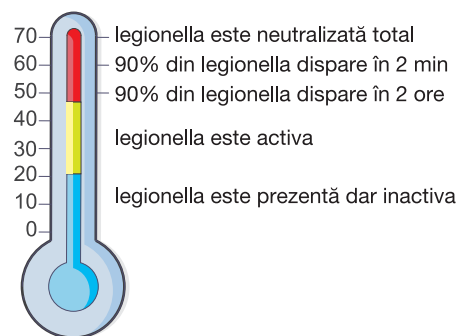 70 legionella este neutralizată total
60 90% din legionella dispare în 2 min
50 90% din legionella dispare în 2 ore
40
legionella este activa
30
20
legionella este prezentă dar inactiva
10
0